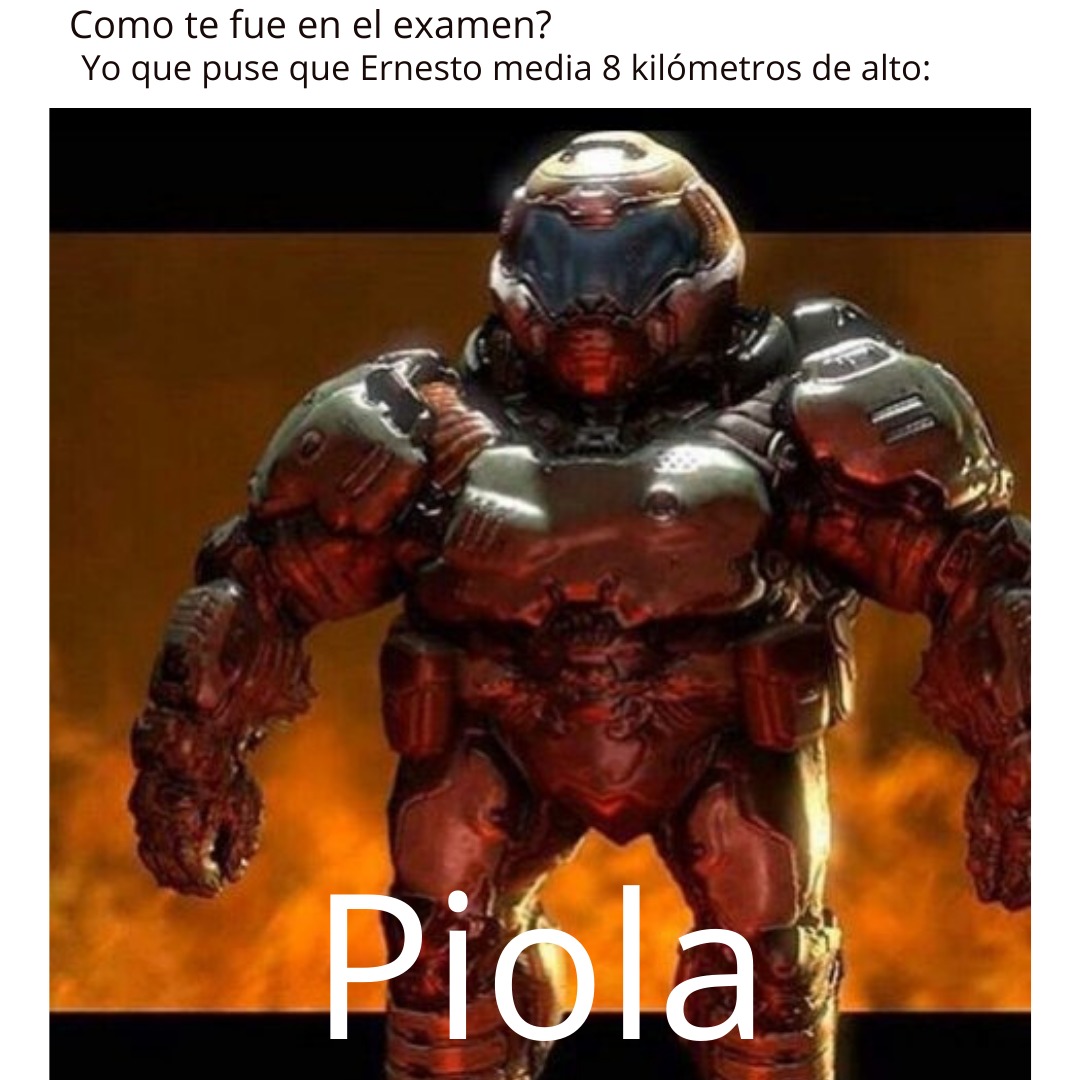 Como te fue en el examen?
Yo que puse que Ernesto media 8 kilómetros de alto:
Piola